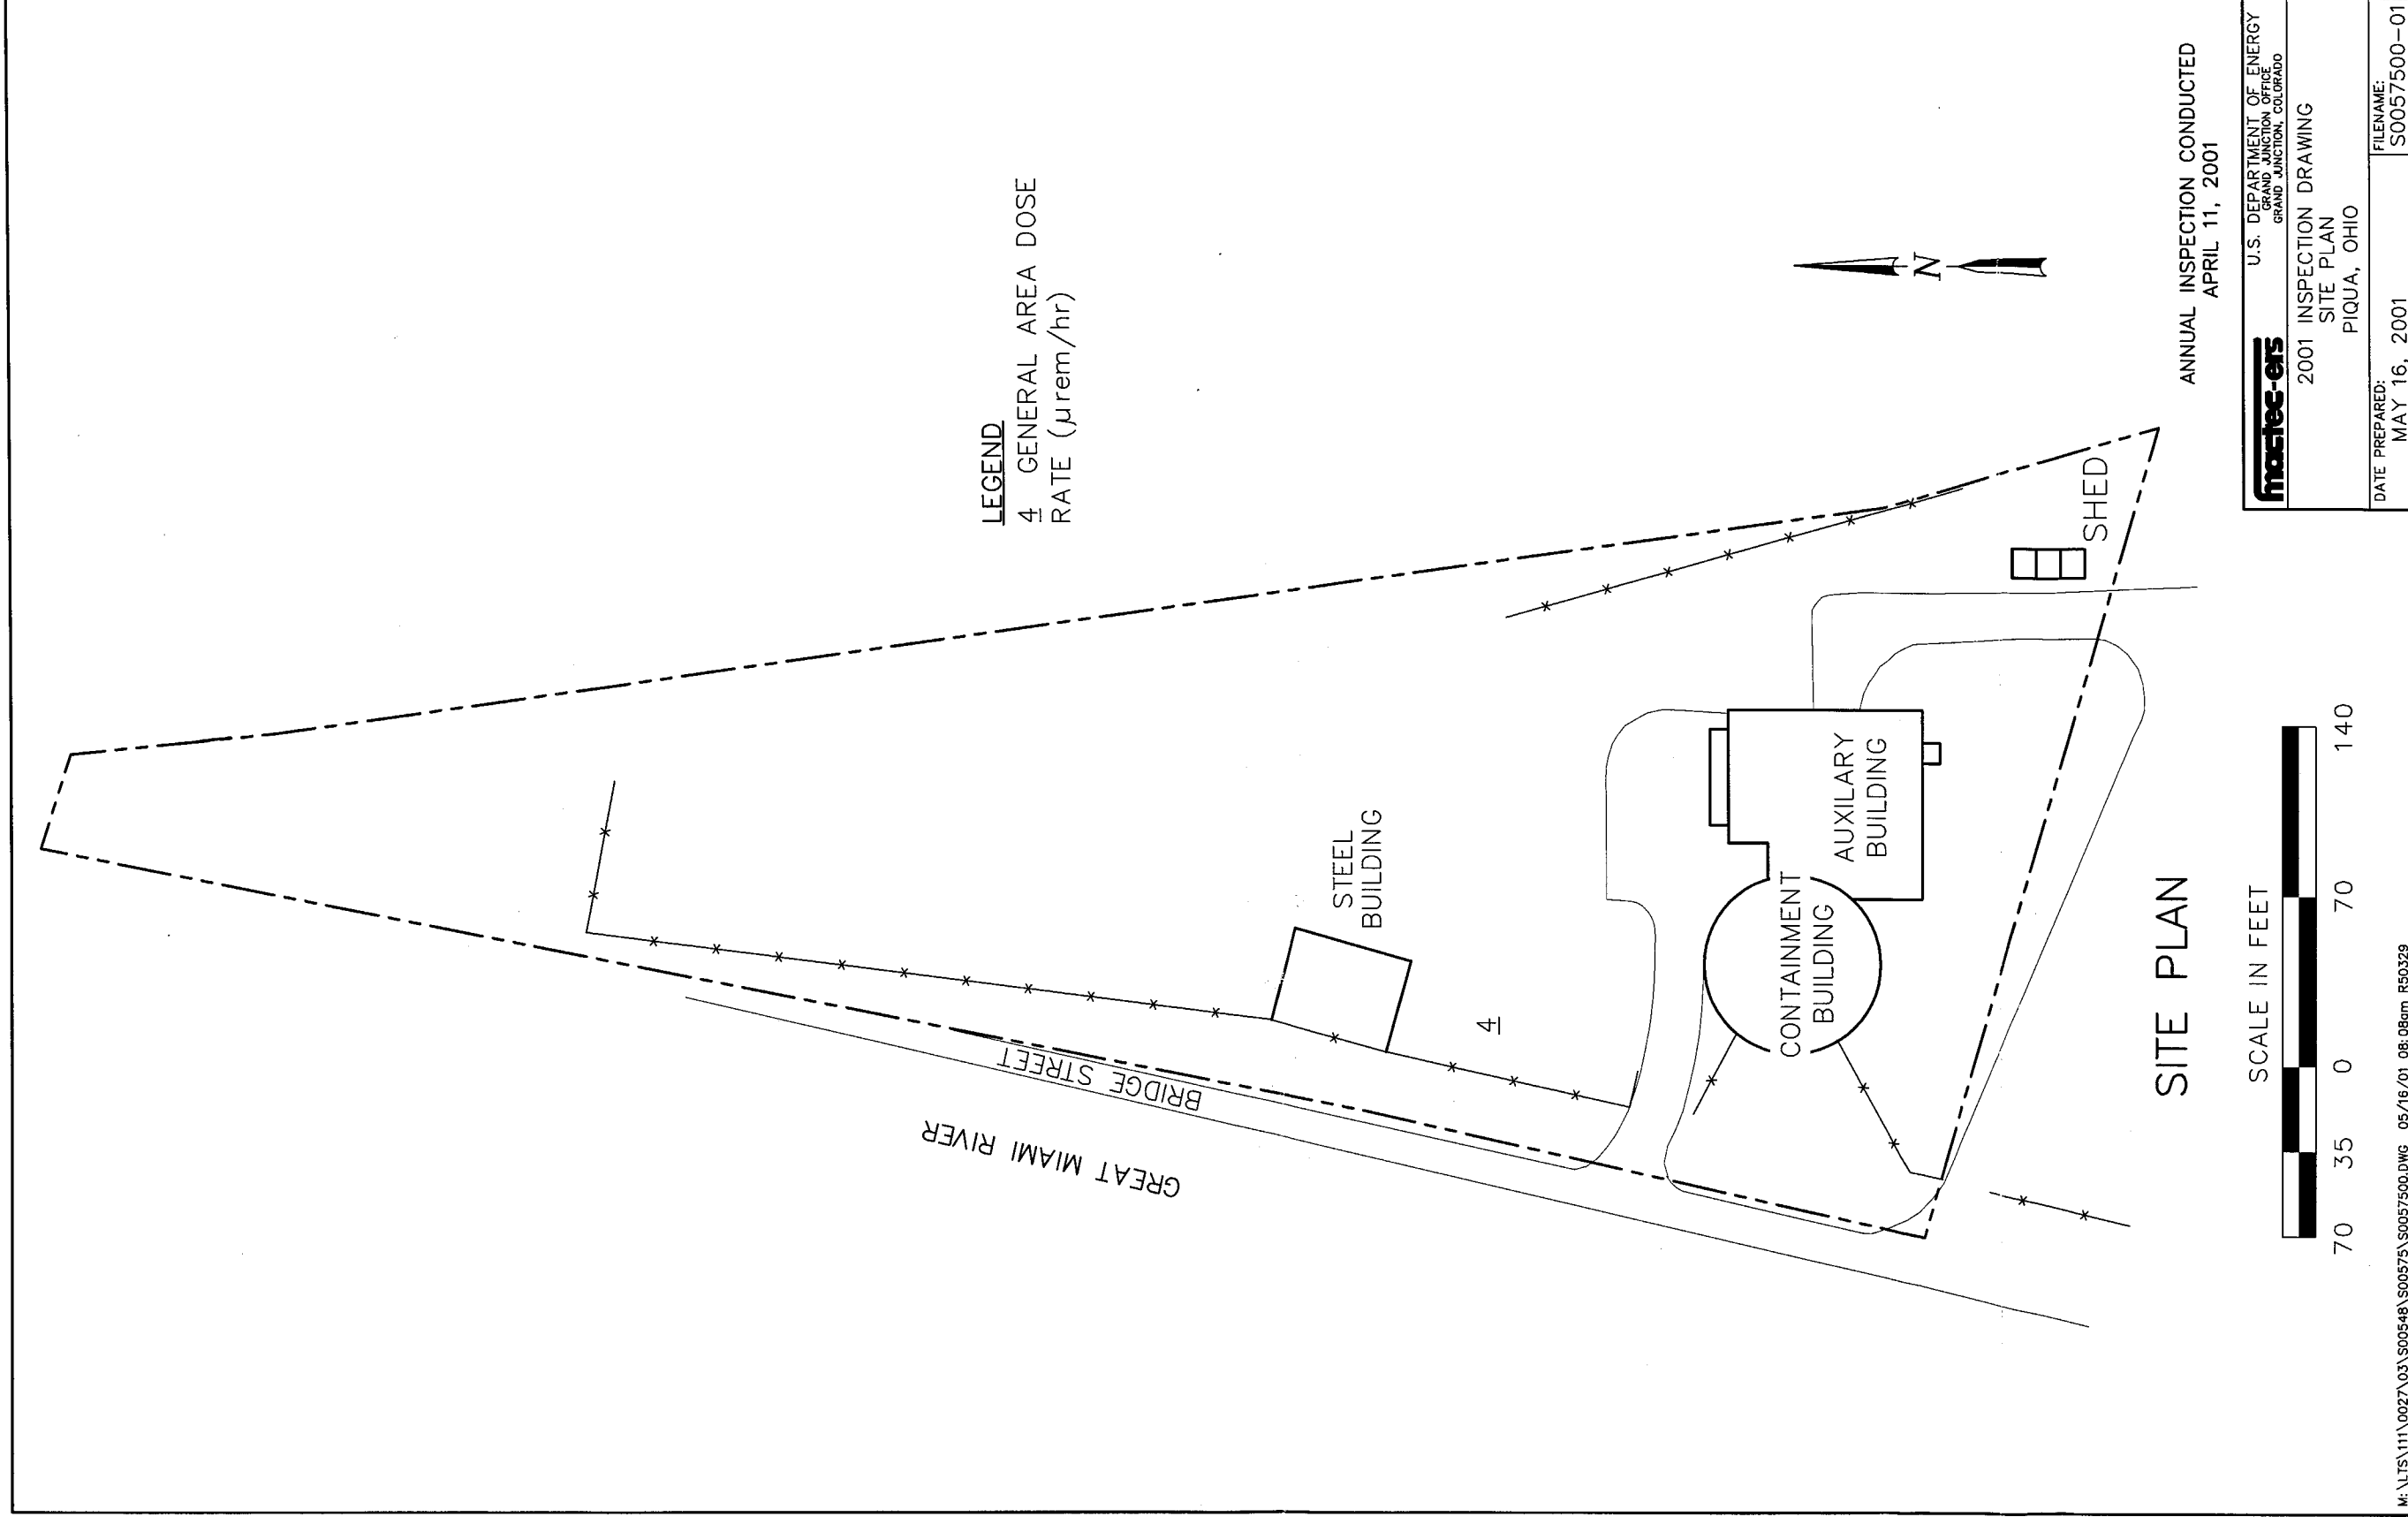 GREAT MIAMI RIVER
BRIDGE STREET
STEEL
BUILDING
4
CONTAINMENT
BUILDING
AUXILARY
BUILDING
SHED
LEGEND
4 GENERAL AREA DOSE
RATE (μrem/hr)
N
SITE PLAN
SCALE IN FEET
70 35 0 70 140
ANNUAL INSPECTION CONDUCTED
APRIL 11, 2001
mactec-ers
U.S. DEPARTMENT OF ENERGY
GRAND JUNCTION OFFICE
GRAND JUNCTION, COLORADO
2001 INSPECTION DRAWING
SITE PLAN
PIQUA, OHIO
DATE PREPARED:
MAY 16, 2001
FILENAME:
S0057500-01
M:\LTS\111\0027\03\S00548\S00575\S0057500.DWG 05/16/01 08:08am R50329